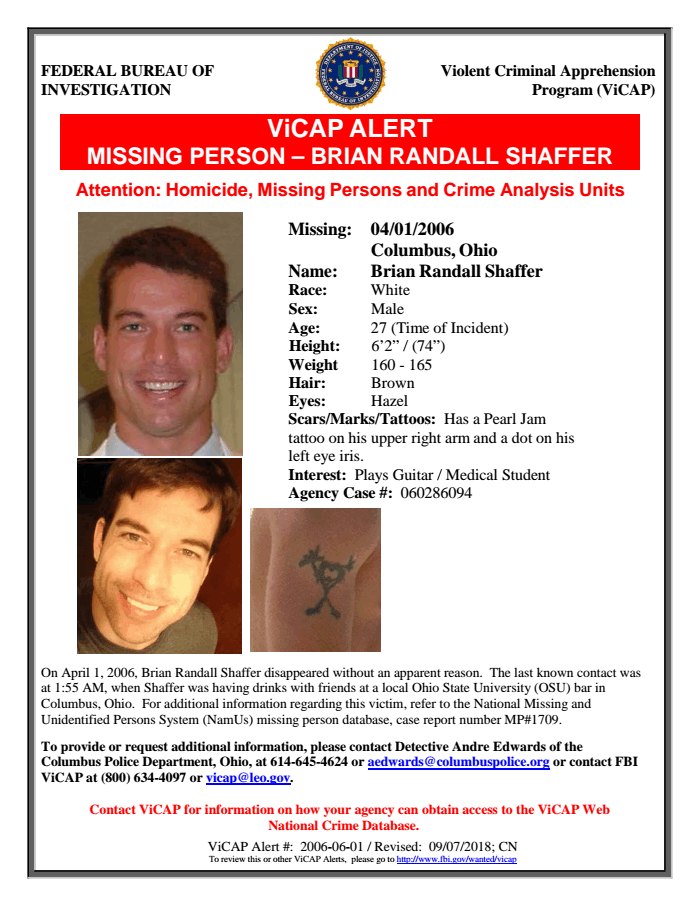 FEDERAL BUREAU OF
INVESTIGATION
Violent Criminal Apprehension
Program (ViCAP)
ViCAP ALERT
MISSING PERSON – BRIAN RANDALL SHAFFER
Attention: Homicide, Missing Persons and Crime Analysis Units
Missing: 04/01/2006
Columbus, Ohio
Name: Brian Randall Shaffer
Race: White
Sex: Male
Age: 27 (Time of Incident)
Height: 6’2” / (74”)
Weight 160 - 165
Hair: Brown
Eyes: Hazel
Scars/Marks/Tattoos: Has a Pearl Jam
tattoo on his upper right arm and a dot on his
left eye iris.
Interest: Plays Guitar / Medical Student
Agency Case #: 060286094
On April 1, 2006, Brian Randall Shaffer disappeared without an apparent reason. The last known contact was
at 1:55 AM, when Shaffer was having drinks with friends at a local Ohio State University (OSU) bar in
Columbus, Ohio. For additional information regarding this victim, refer to the National Missing and
Unidentified Persons System (NamUs) missing person database, case report number MP#1709.
To provide or request additional information, please contact Detective Andre Edwards of the
Columbus Police Department, Ohio, at 614-645-4624 or aedwards@columbuspolice.org or contact FBI
ViCAP at (800) 634-4097 or vicap@leo.gov.
Contact ViCAP for information on how your agency can obtain access to the ViCAP Web
National Crime Database.
ViCAP Alert #: 2006-06-01 / Revised: 09/07/2018; CN
To review this or other ViCAP Alerts, please go to http://www.fbi.gov/wanted/vicap